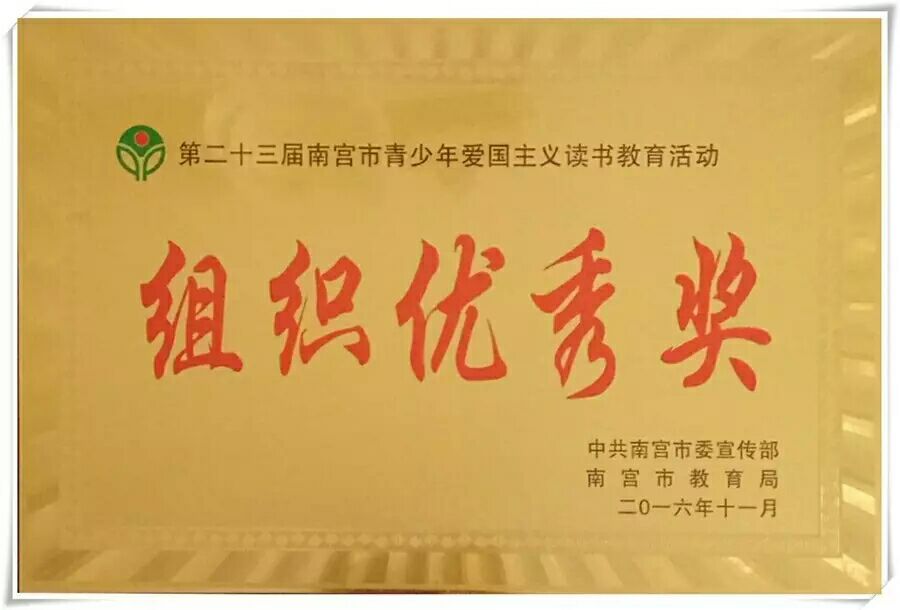 第二十三届南宫市青少年爱国主义读书教育活动
组织优秀奖
中共南宫市委宣传部
南宫市教育局
二0一六年十一月